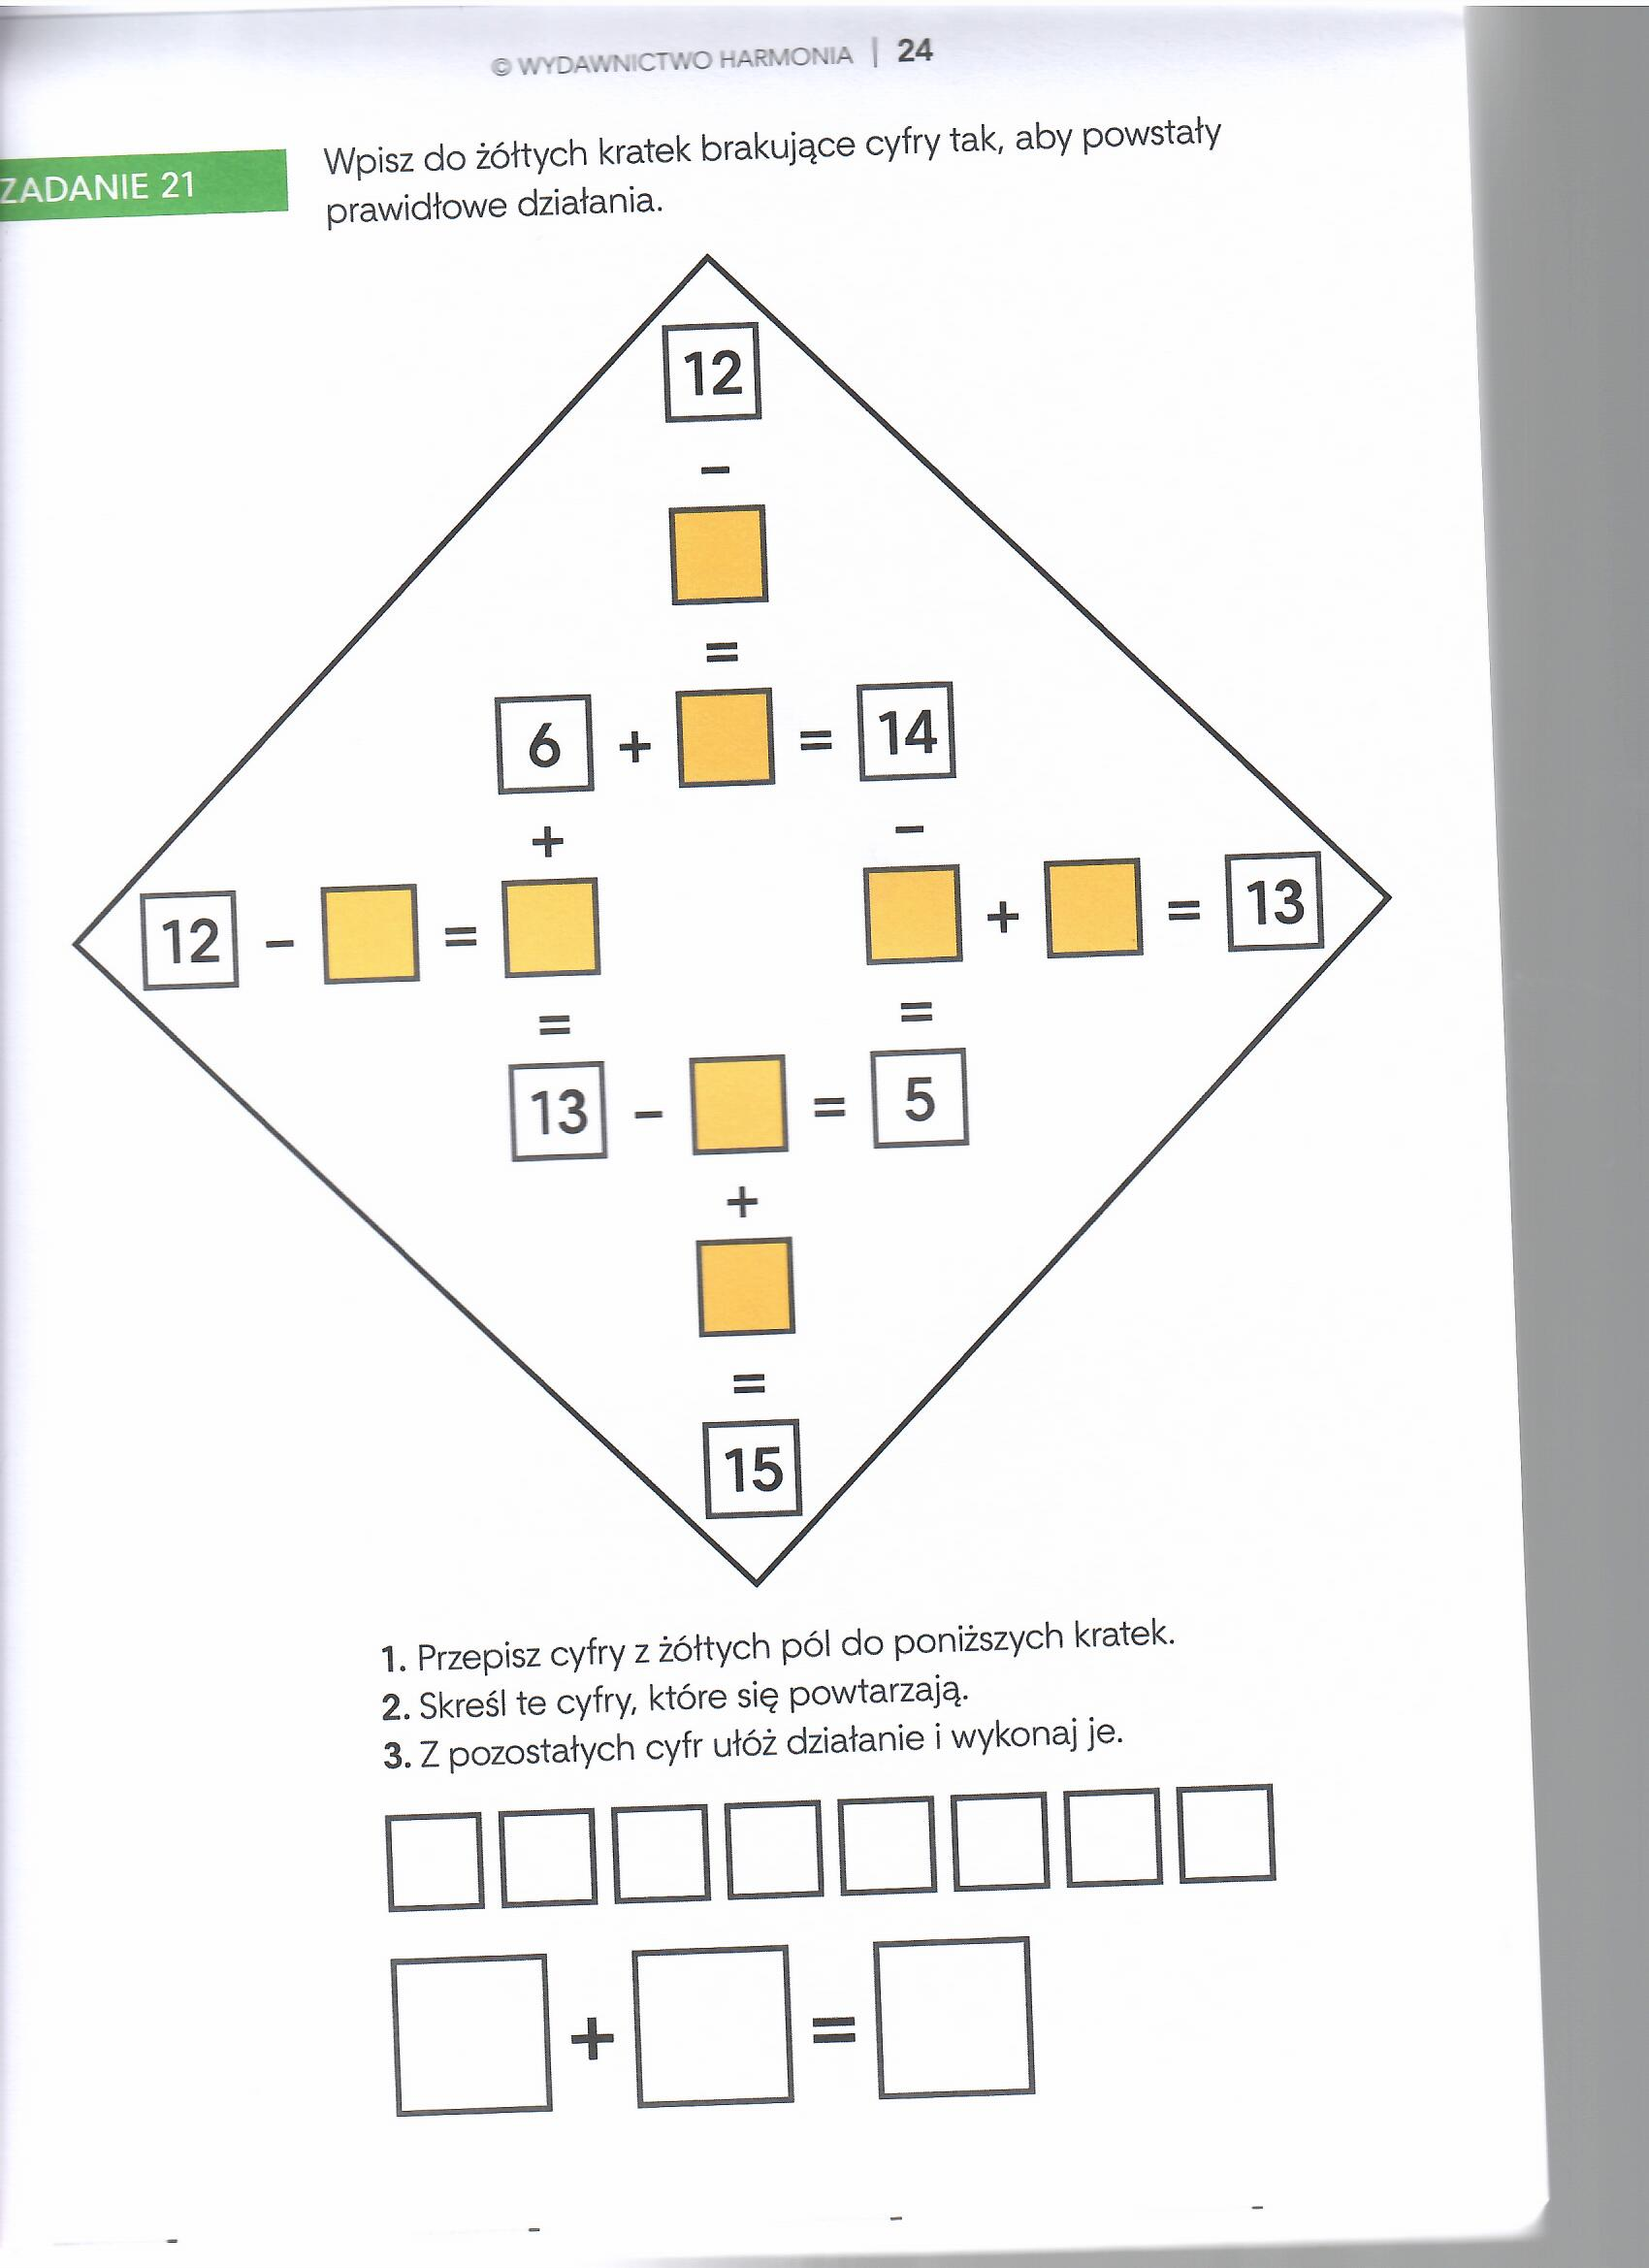 © WYDAWNICTWO HARMONIA | 24
ZADANIE 21
Wpisz do żółtych kratek brakujące cyfry tak, aby powstały
prawidłowe działania.
12
-
=
6 + = 14
+ -
12 - = + = 13
= =
13 - = 5
+
=
15
1. Przepisz cyfry z żółtych pól do poniższych kratek.
2. Skreśl te cyfry, które się powtarzają.
3. Z pozostałych cyfr ułóż działanie i wykonaj je.
+ =